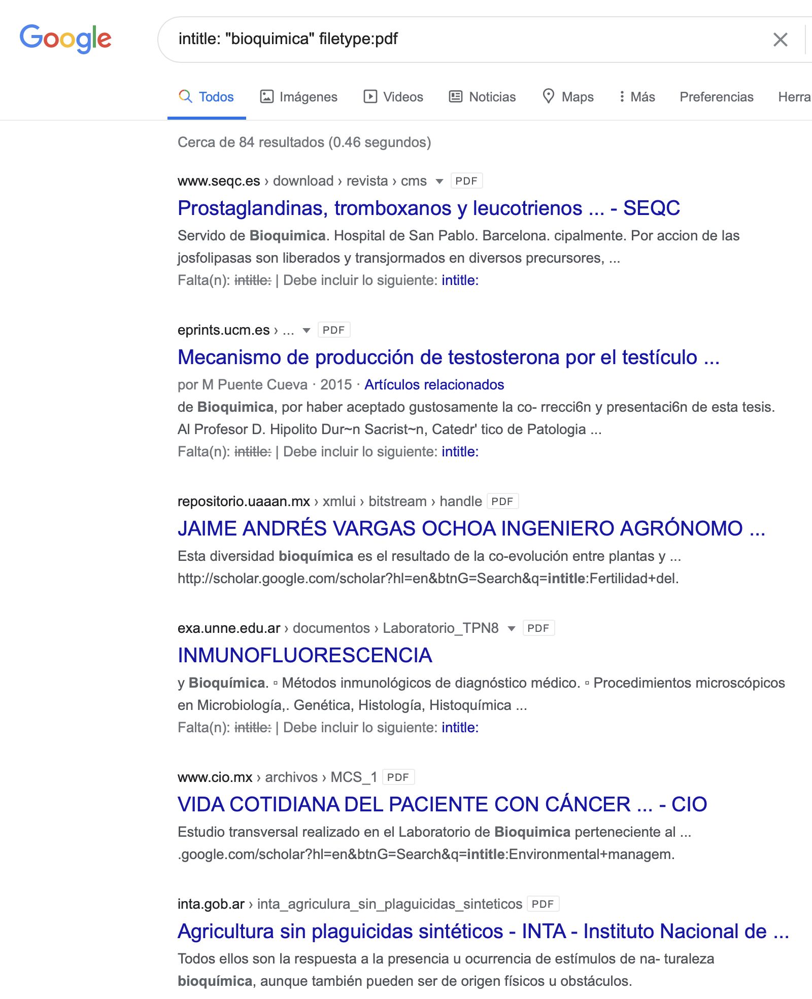 Google
intitle: "bioquimica" filetype:pdf
Todos Imágenes Videos Noticias Maps Más Preferencias Herra
Cerca de 84 resultados (0.46 segundos)
www.seqc.es › download › revista › cms PDF
Prostaglandinas, tromboxanos y leucotrienos ... - SEQC
Servido de Bioquimica. Hospital de San Pablo. Barcelona. cipalmente. Por accion de las
josfolipasas son liberados y transjormados en diversos precursores, ...
Falta(n): intitle: | Debe incluir lo siguiente: intitle:
eprints.ucm.es › ... PDF
Mecanismo de producción de testosterona por el testículo ...
por M Puente Cueva · 2015 · Artículos relacionados
de Bioquimica, por haber aceptado gustosamente la co- rrecci6n y presentaci6n de esta tesis.
Al Profesor D. Hipolito Dur~n Sacrist~n, Catedr' tico de Patologia ...
Falta(n): intitle: | Debe incluir lo siguiente: intitle:
repositorio.uaaan.mx › xmlui › bitstream › handle PDF
JAIME ANDRÉS VARGAS OCHOA INGENIERO AGRÓNOMO ...
Esta diversidad bioquímica es el resultado de la co-evolución entre plantas y ...
http://scholar.google.com/scholar?hl=en&btnG=Search&q=intitle:Fertilidad+del.
exa.unne.edu.ar › documentos › Laboratorio_TPN8 PDF
INMUNOFLUORESCENCIA
y Bioquímica. ▫ Métodos inmunológicos de diagnóstico médico. ▫ Procedimientos microscópicos
en Microbiología,. Genética, Histología, Histoquímica ...
Falta(n): intitle: | Debe incluir lo siguiente: intitle:
www.cio.mx › archivos › MCS_1 PDF
VIDA COTIDIANA DEL PACIENTE CON CÁNCER ... - CIO
Estudio transversal realizado en el Laboratorio de Bioquimica perteneciente al ...
.google.com/scholar?hl=en&btnG=Search&q=intitle:Environmental+managem.
inta.gob.ar › inta_agriculura_sin_plaguicidas_sinteticos PDF
Agricultura sin plaguicidas sintéticos - INTA - Instituto Nacional de ...
Todos ellos son la respuesta a la presencia u ocurrencia de estímulos de na- turaleza
bioquímica, aunque también pueden ser de origen físicos u obstáculos.